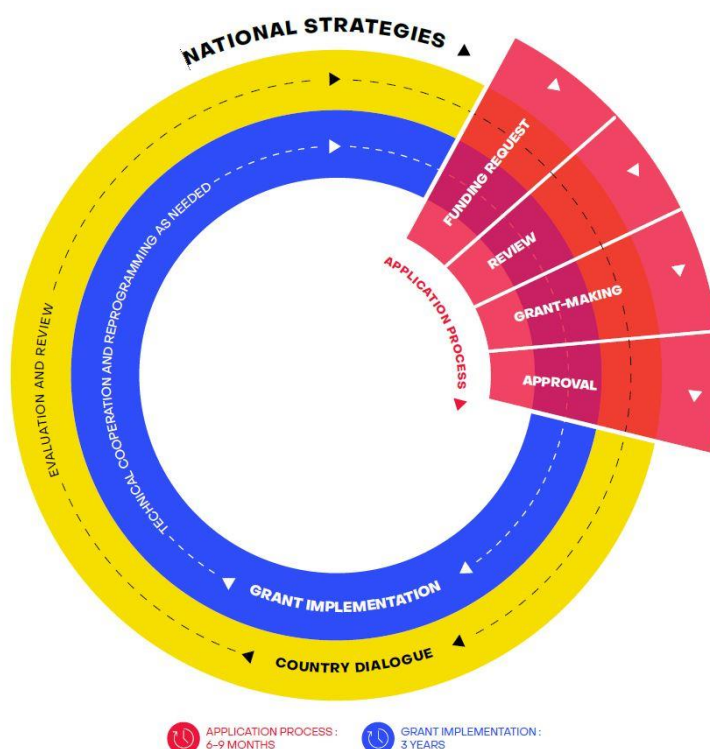 NATIONAL STRATEGIES
FUNDING REQUEST
REVIEW
GRANT-MAKING
APPROVAL
APPLICATION PROCESS
TECHNICAL COOPERATION AND REPROGRAMMING AS NEEDED
EVALUATION AND REVIEW
GRANT IMPLEMENTATION
COUNTRY DIALOGUE
APPLICATION PROCESS :
6-9 MONTHS
GRANT IMPLEMENTATION :
3 YEARS